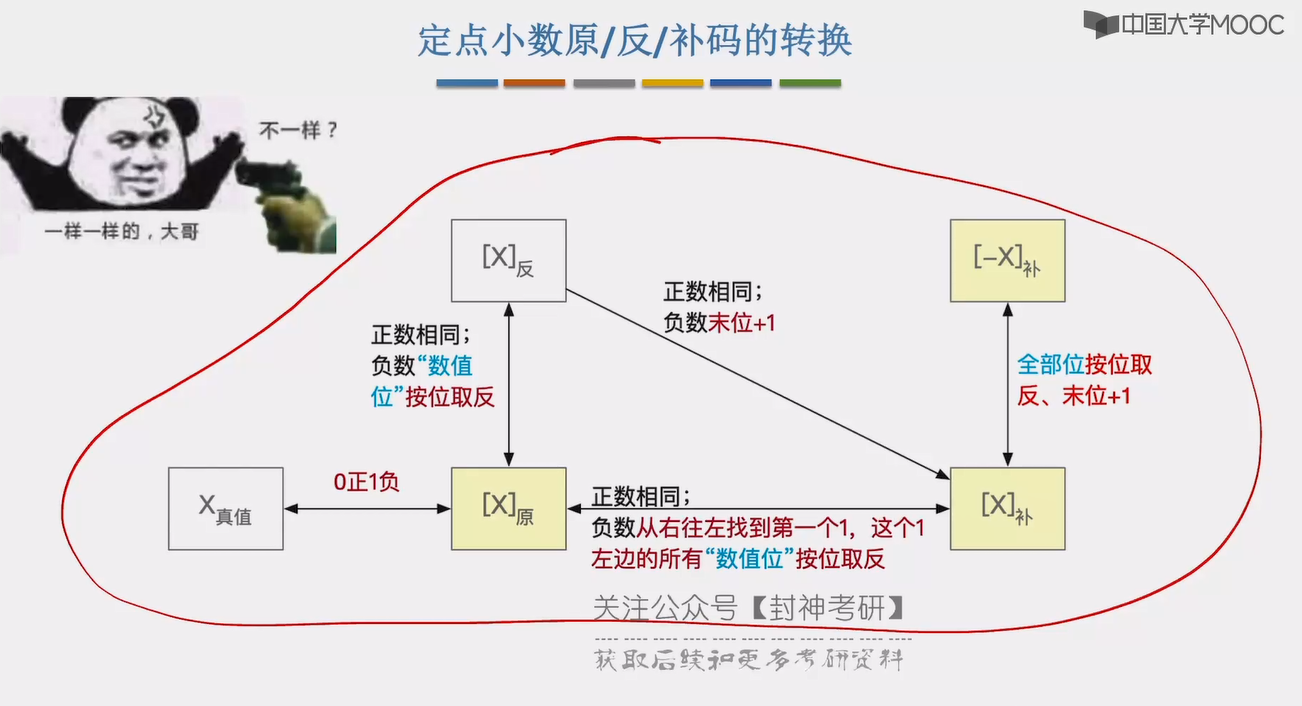 定点小数原/反/补码的转换
中国大学MOOC
不一样？
一样一样的，大哥
[X]反
[-X]补
正数相同；
负数末位+1
正数相同；
负数“数值
位”按位取反
全部位按位取
反、末位+1
X真值
0正1负
[X]原
正数相同；
负数从右往左找到第一个1，这个1
左边的所有“数值位”按位取反
[X]补
关注公众号【封神考研】
获取后续和更多考研资料